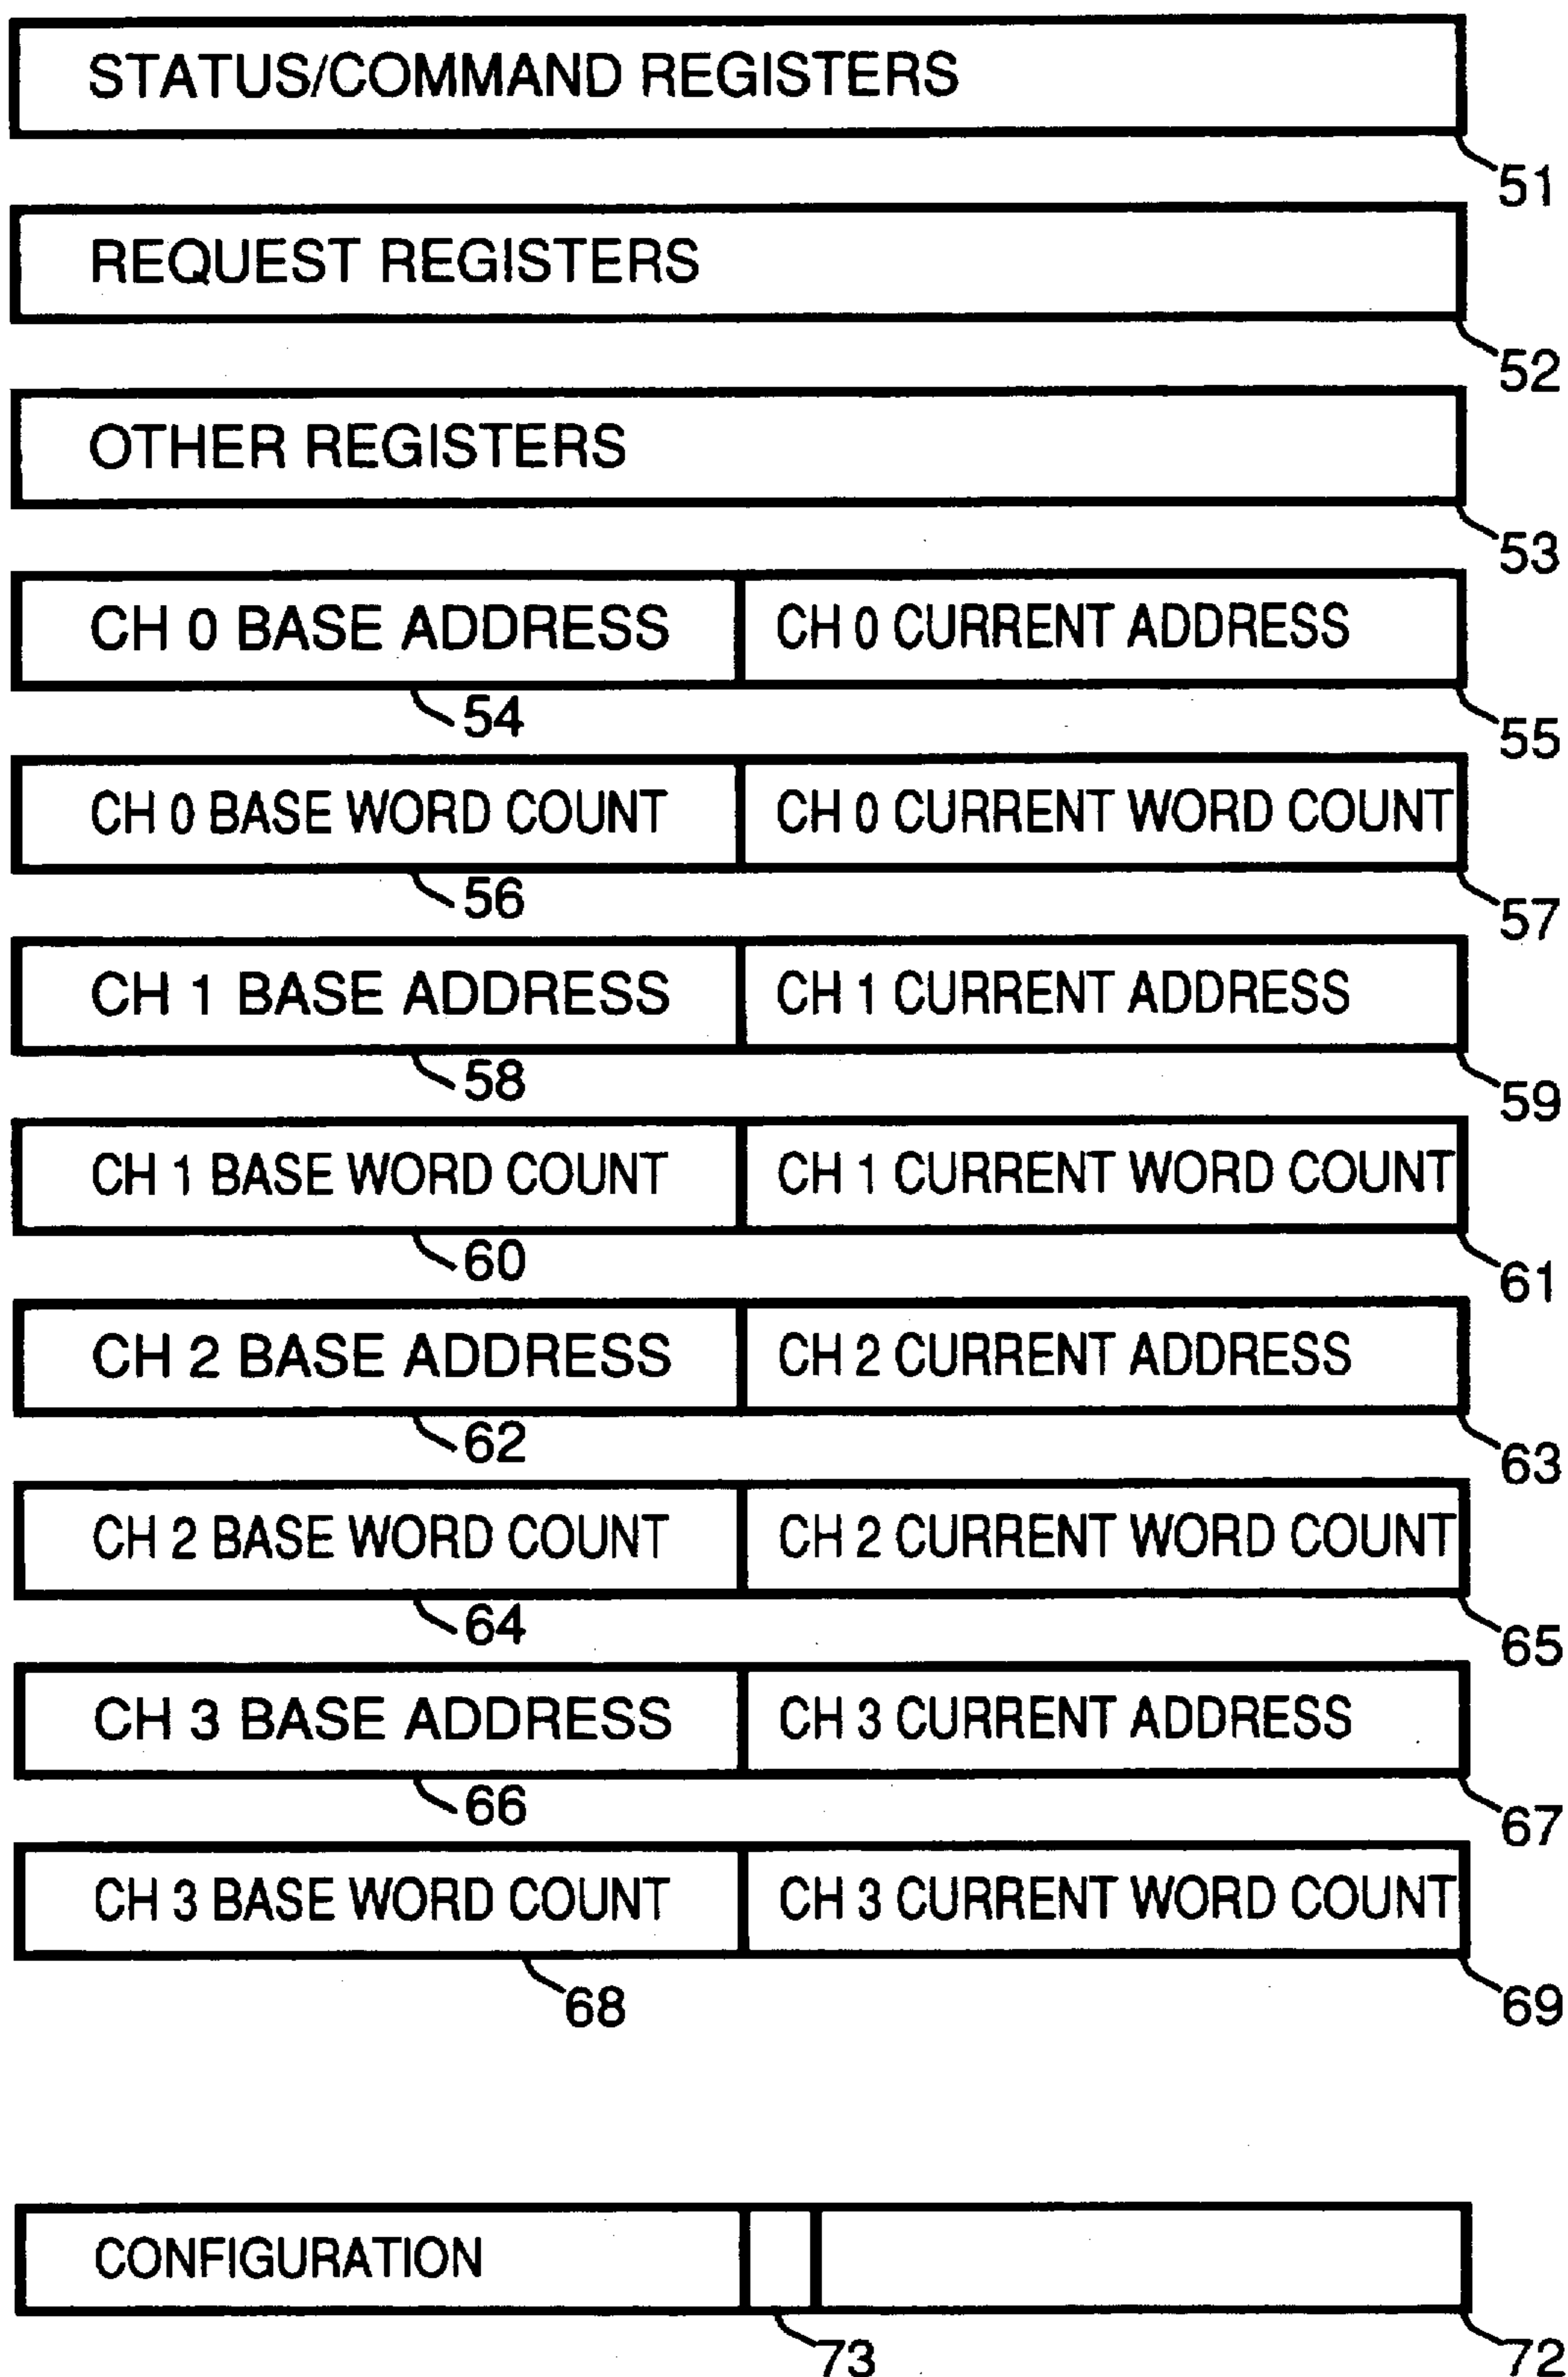 STATUS/COMMAND REGISTERS
51
REQUEST REGISTERS
52
OTHER REGISTERS
53
CH 0 BASE ADDRESS CH 0 CURRENT ADDRESS
54 55
CH 0 BASE WORD COUNT CH 0 CURRENT WORD COUNT
56 57
CH 1 BASE ADDRESS CH 1 CURRENT ADDRESS
58 59
CH 1 BASE WORD COUNT CH 1 CURRENT WORD COUNT
60 61
CH 2 BASE ADDRESS CH 2 CURRENT ADDRESS
62 63
CH 2 BASE WORD COUNT CH 2 CURRENT WORD COUNT
64 65
CH 3 BASE ADDRESS CH 3 CURRENT ADDRESS
66 67
CH 3 BASE WORD COUNT CH 3 CURRENT WORD COUNT
68 69
CONFIGURATION
73 72